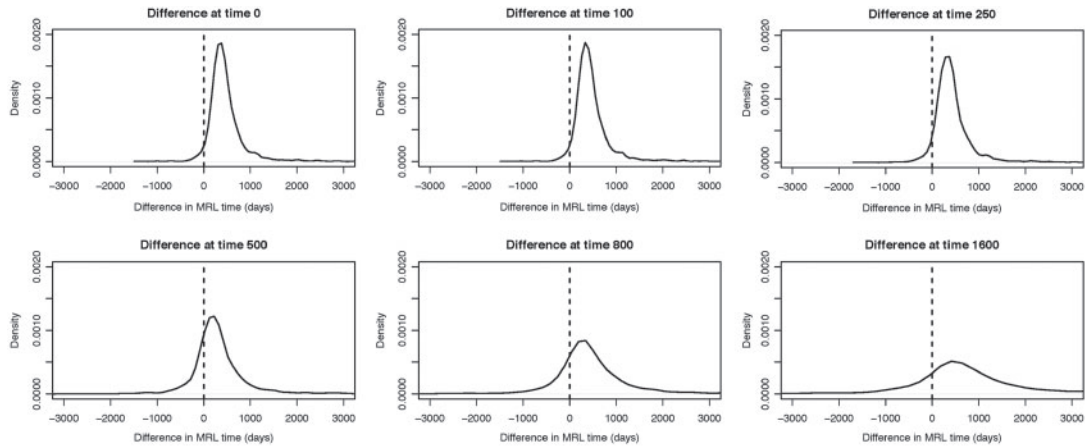 Difference at time 0
Density
0.0000 0.0010 0.0020
−3000 −2000 −1000 0 1000 2000 3000
Difference in MRL time (days)
Difference at time 100
Density
0.0000 0.0010 0.0020
−3000 −2000 −1000 0 1000 2000 3000
Difference in MRL time (days)
Difference at time 250
Density
0.0000 0.0010 0.0020
−3000 −2000 −1000 0 1000 2000 3000
Difference in MRL time (days)
Difference at time 500
Density
0.0000 0.0010 0.0020
−3000 −2000 −1000 0 1000 2000 3000
Difference in MRL time (days)
Difference at time 800
Density
0.0000 0.0010 0.0020
−3000 −2000 −1000 0 1000 2000 3000
Difference in MRL time (days)
Difference at time 1600
Density
0.0000 0.0010 0.0020
−3000 −2000 −1000 0 1000 2000 3000
Difference in MRL time (days)